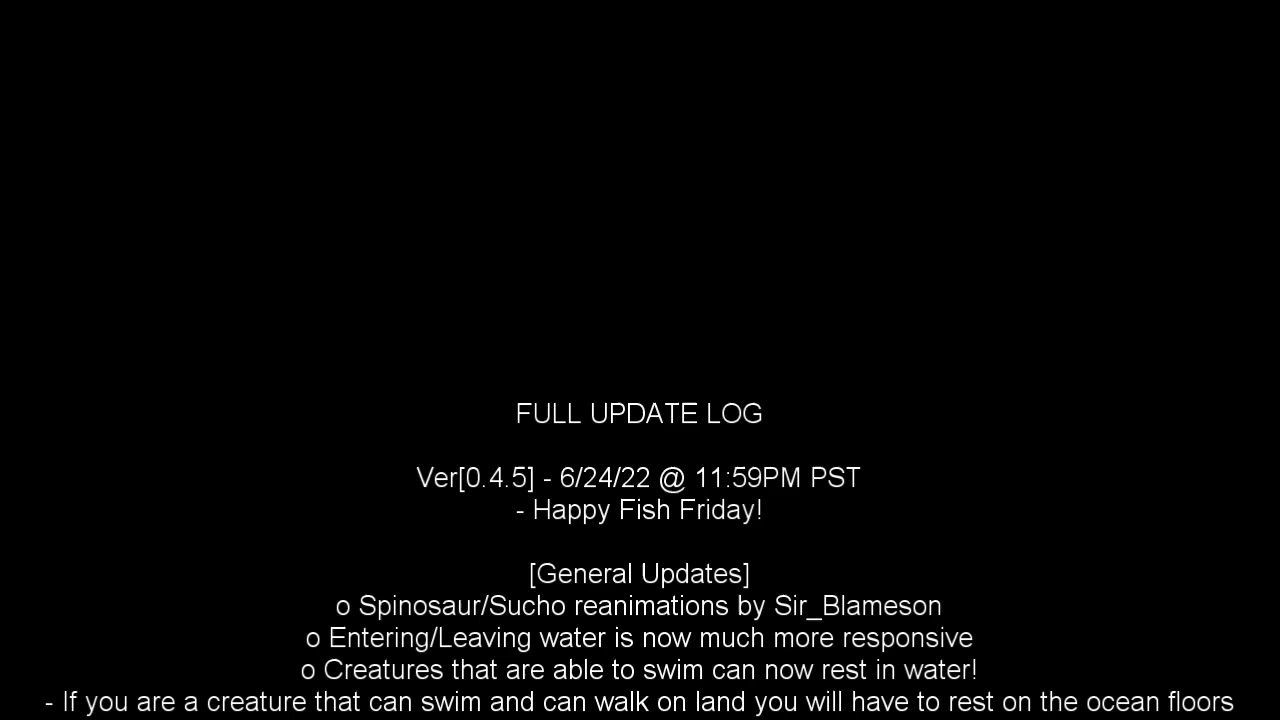 FULL UPDATE LOG
Ver[0.4.5] - 6/24/22 @ 11:59PM PST
- Happy Fish Friday!
[General Updates]
o Spinosaur/Sucho reanimations by Sir_Blameson
o Entering/Leaving water is now much more responsive
o Creatures that are able to swim can now rest in water!
- If you are a creature that can swim and can walk on land you will have to rest on the ocean floors